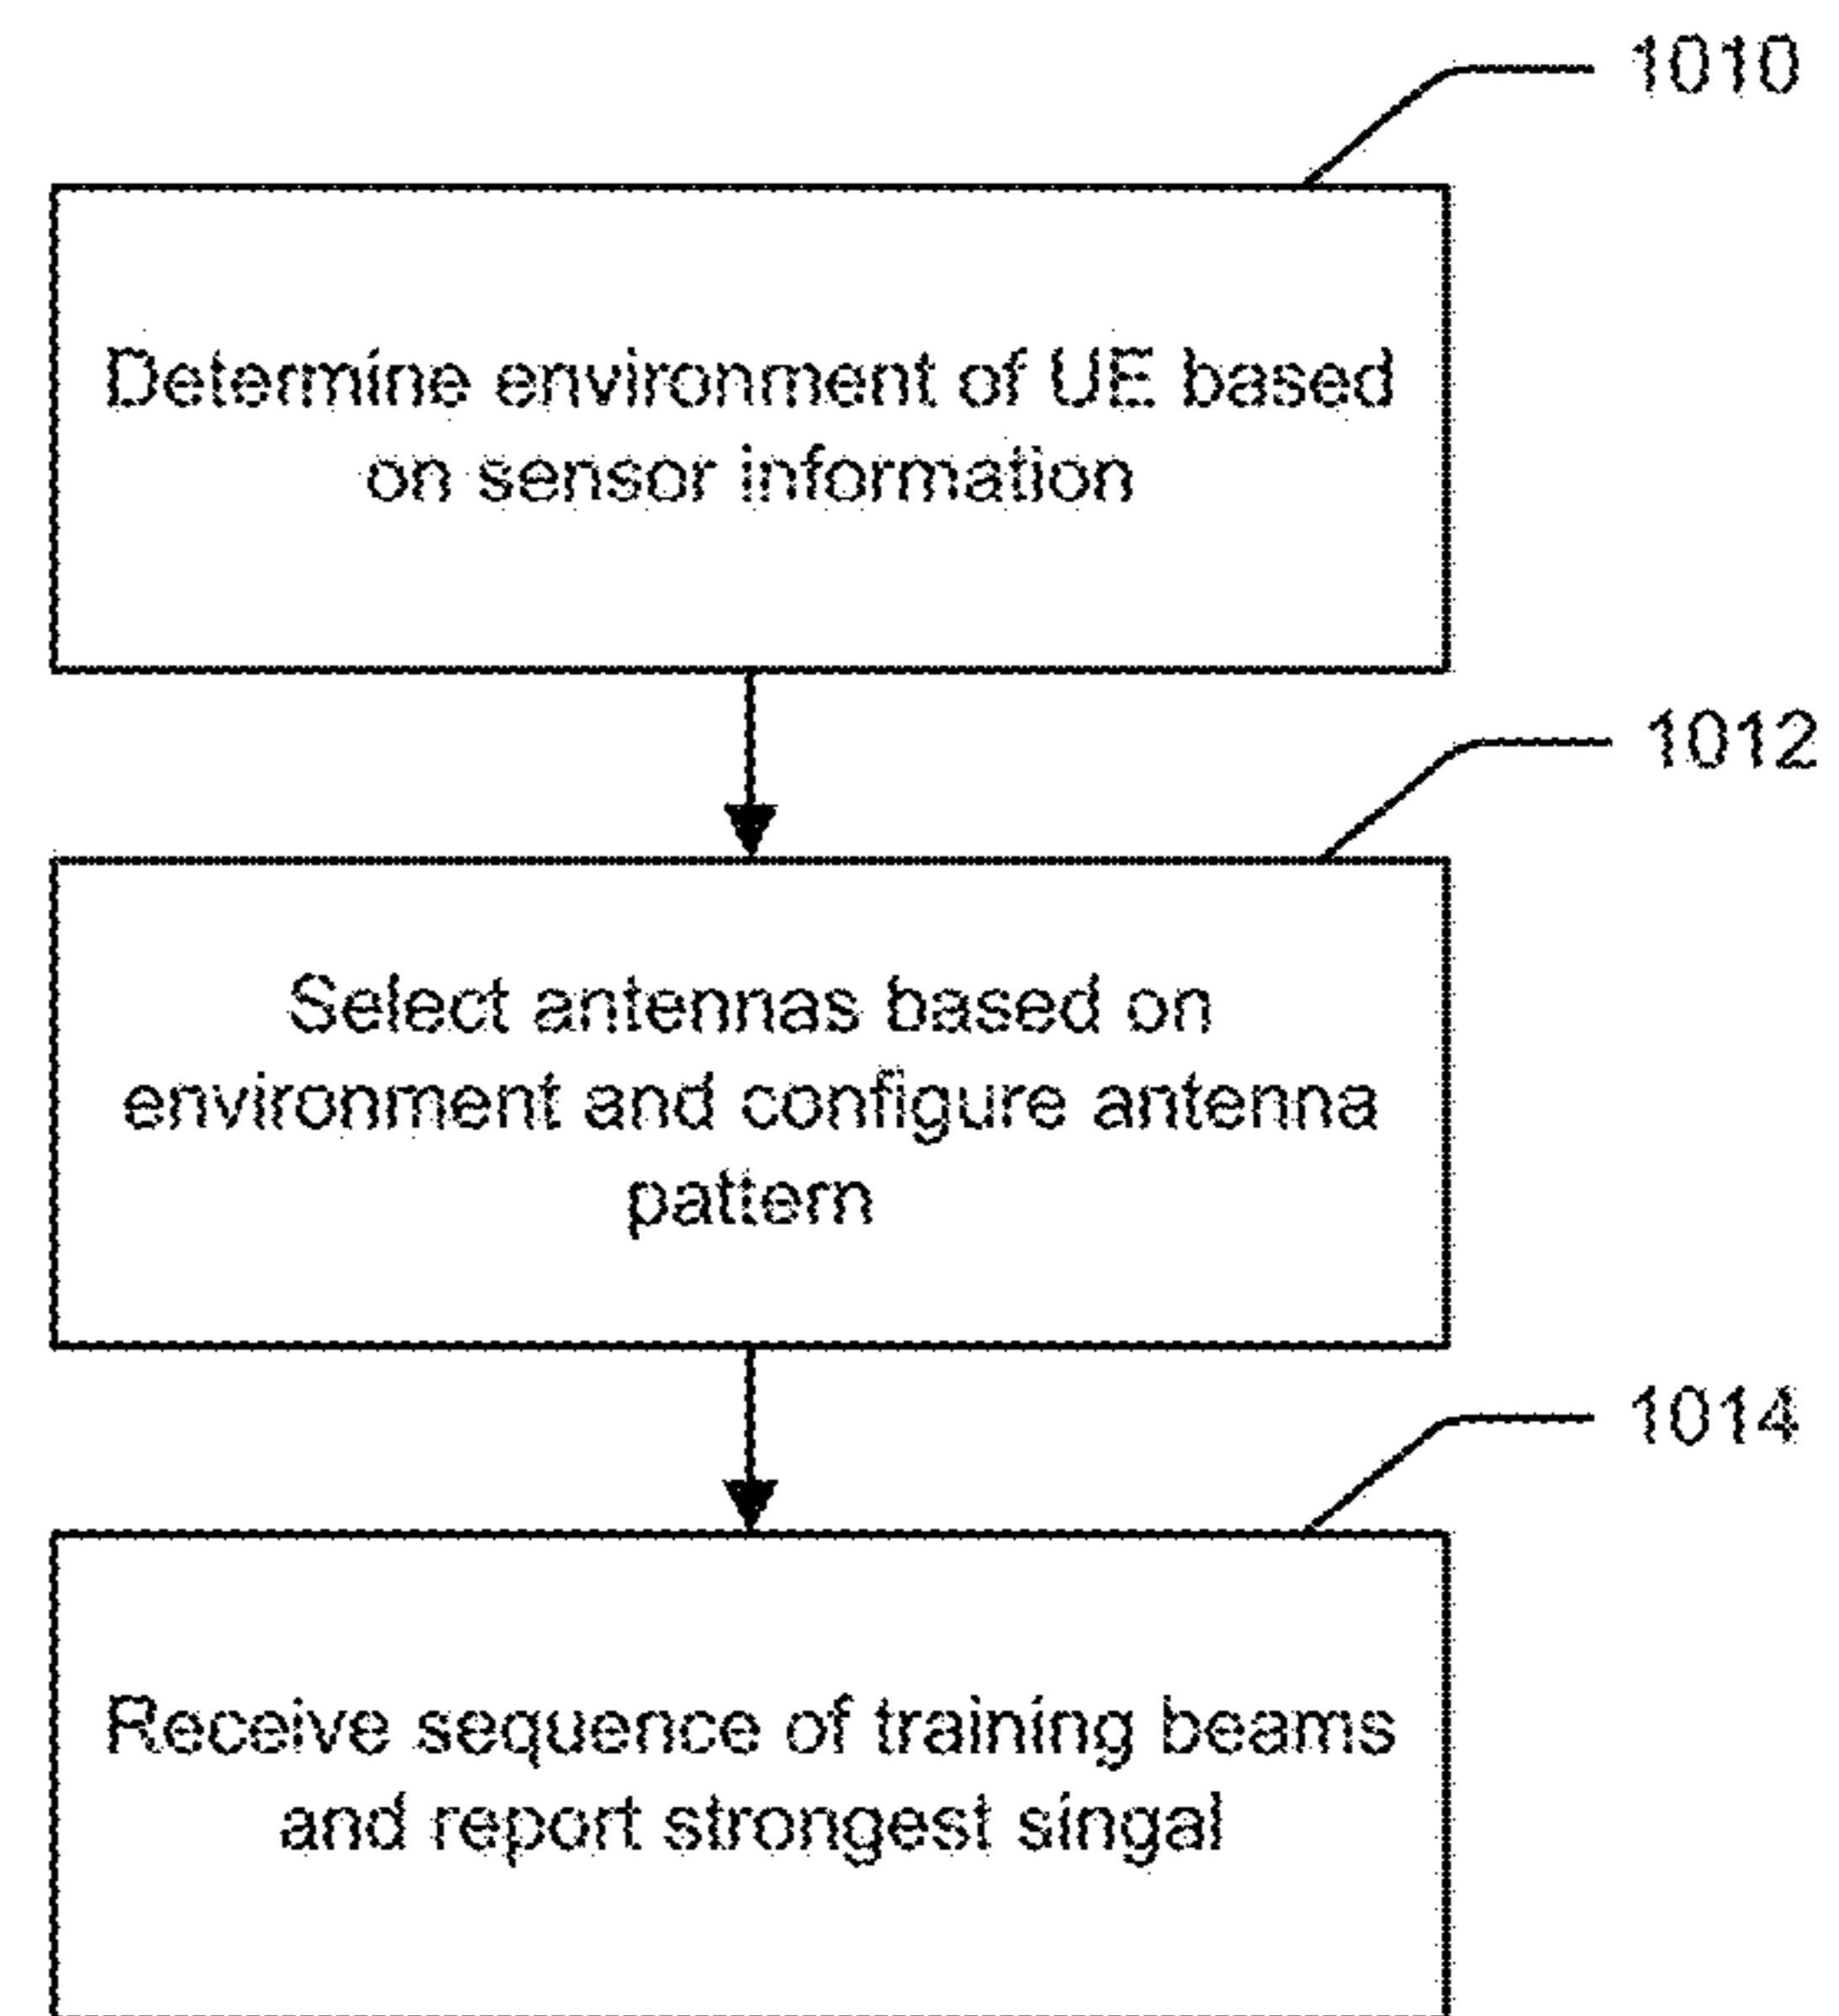 1010
Determine environment of UE based
on sensor information
1012
Select antennas based on
environment and configure antenna
pattern
1014
Receive sequence of training beams
and report strongest singal